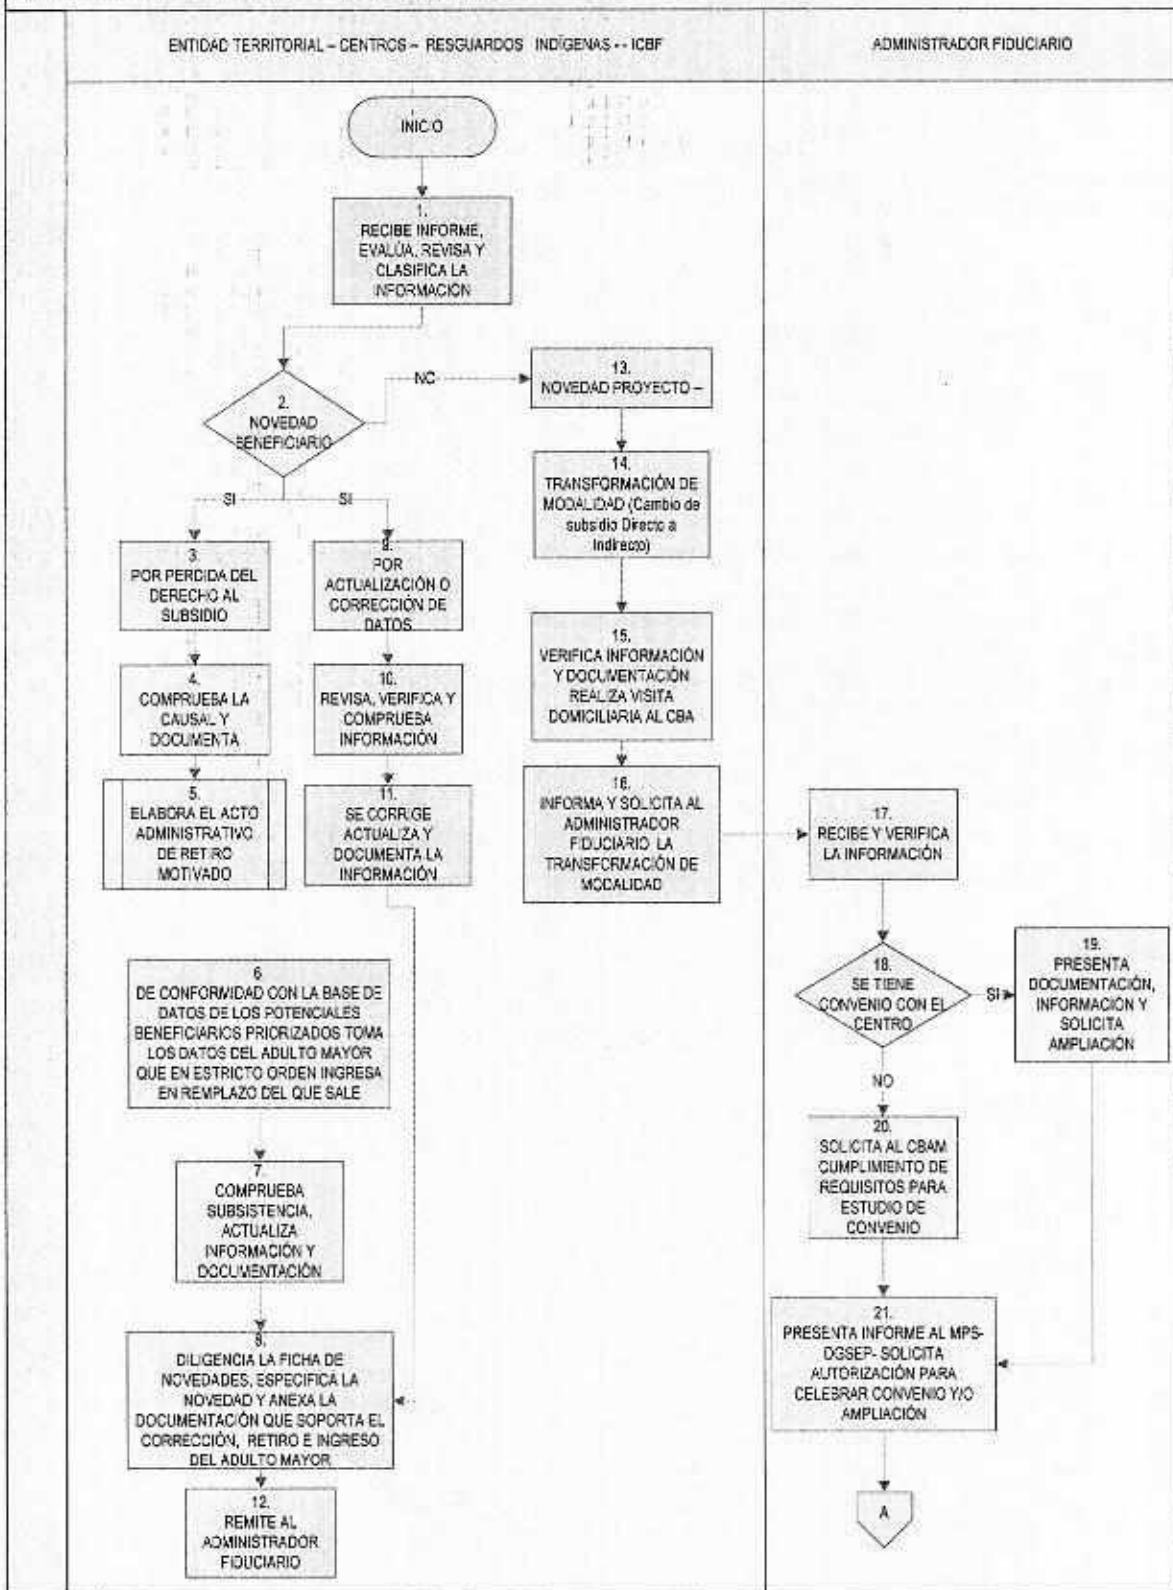 ENTIDAD TERRITORIAL – CENTROS – RESGUARDOS INDÍGENAS - - ICBF
ADMINISTRADOR FIDUCIARIO
INICIO
1.
RECIBE INFORME,
EVALÚA, REVISA Y
CLASIFICA LA
INFORMACIÓN
2.
NOVEDAD
BENEFICIARIO
NO
13.
NOVEDAD PROYECTO –
14.
TRANSFORMACIÓN DE
MODALIDAD (Cambio de
subsidio Directo a
Indirecto)
SI
SI
3.
POR PERDIDA DEL
DERECHO AL
SUBSIDIO
9.
POR
ACTUALIZACIÓN O
CORRECCIÓN DE
DATOS
15.
VERIFICA INFORMACIÓN
Y DOCUMENTACIÓN
REALIZA VISITA
DOMICILIARIA AL CBA
4.
COMPRUEBA LA
CAUSAL Y
DOCUMENTA
10.
REVISA, VERIFICA Y
COMPRUEBA
INFORMACIÓN
5.
ELABORA EL ACTO
ADMINISTRATIVO
DE RETIRO
MOTIVADO
11.
SE CORRIGE
ACTUALIZA Y
DOCUMENTA LA
INFORMACIÓN
16.
INFORMA Y SOLICITA AL
ADMINISTRADOR
FIDUCIARIO LA
TRANSFORMACIÓN DE
MODALIDAD
17.
RECIBE Y VERIFICA
LA INFORMACIÓN
18.
SE TIENE
CONVENIO CON EL
CENTRO
SI
19.
PRESENTA
DOCUMENTACIÓN,
INFORMACIÓN Y
SOLICITA
AMPLIACIÓN
NO
6
DE CONFORMIDAD CON LA BASE DE
DATOS DE LOS POTENCIALES
BENEFICIARIOS PRIORIZADOS TOMA
LOS DATOS DEL ADULTO MAYOR
QUE EN ESTRICTO ORDEN INGRESA
EN REMPLAZO DEL QUE SALE
20.
SOLICITA AL CBAM
CUMPLIMIENTO DE
REQUISITOS PARA
ESTUDIO DE
CONVENIO
7.
COMPRUEBA
SUBSISTENCIA,
ACTUALIZA
INFORMACIÓN Y
DOCUMENTACIÓN
21.
PRESENTA INFORME AL MPS-
DGSEP- SOLICITA
AUTORIZACIÓN PARA
CELEBRAR CONVENIO Y/O
AMPLIACIÓN
8.
DILIGENCIA LA FICHA DE
NOVEDADES, ESPECIFICA LA
NOVEDAD Y ANEXA LA
DOCUMENTACIÓN QUE SOPORTA EL
CORRECCIÓN, RETIRO E INGRESO
DEL ADULTO MAYOR
12.
REMITE AL
ADMINISTRADOR
FIDUCIARIO
A